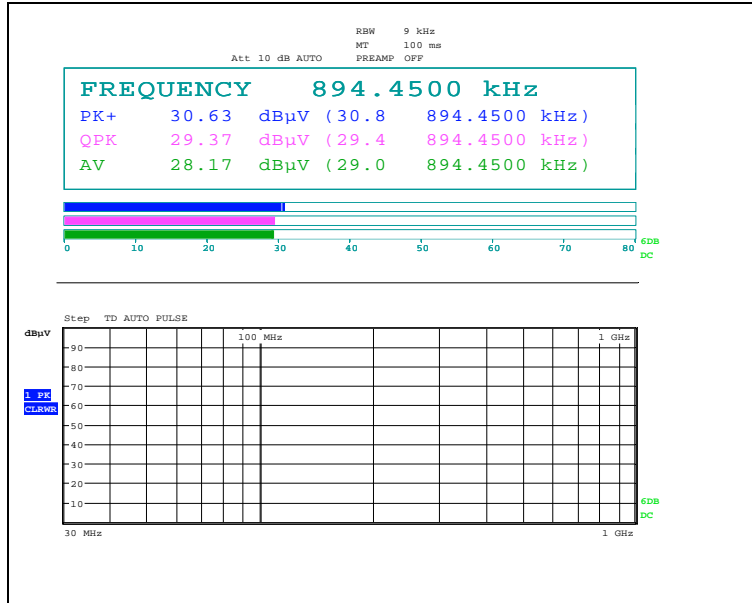 RBW 9 kHz
MT 100 ms
Att 10 dB AUTO PREAMP OFF
FREQUENCY 894.4500 kHz
PK+ 30.63 dBµV (30.8 894.4500 kHz)
QPK 29.37 dBµV (29.4 894.4500 kHz)
AV 28.17 dBµV (29.0 894.4500 kHz)
0 10 20 30 40 50 60 70 80
6DB
DC
Step TD AUTO PULSE
dBµV
100 MHz 1 GHz
90
80
70
1 PK
CLRWR
60
50
40
30
20
10
6DB
DC
30 MHz 1 GHz